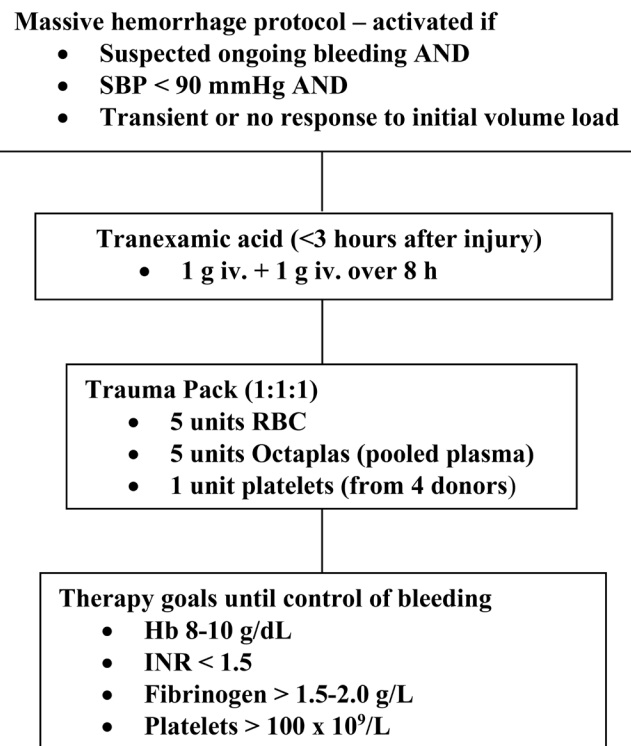 Massive hemorrhage protocol – activated if
• Suspected ongoing bleeding AND
• SBP < 90 mmHg AND
• Transient or no response to initial volume load
Tranexamic acid (<3 hours after injury)
• 1 g iv. + 1 g iv. over 8 h
Trauma Pack (1:1:1)
• 5 units RBC
• 5 units Octaplas (pooled plasma)
• 1 unit platelets (from 4 donors)
Therapy goals until control of bleeding
• Hb 8-10 g/dL
• INR < 1.5
• Fibrinogen > 1.5-2.0 g/L
• Platelets > 100 x 10⁹/L